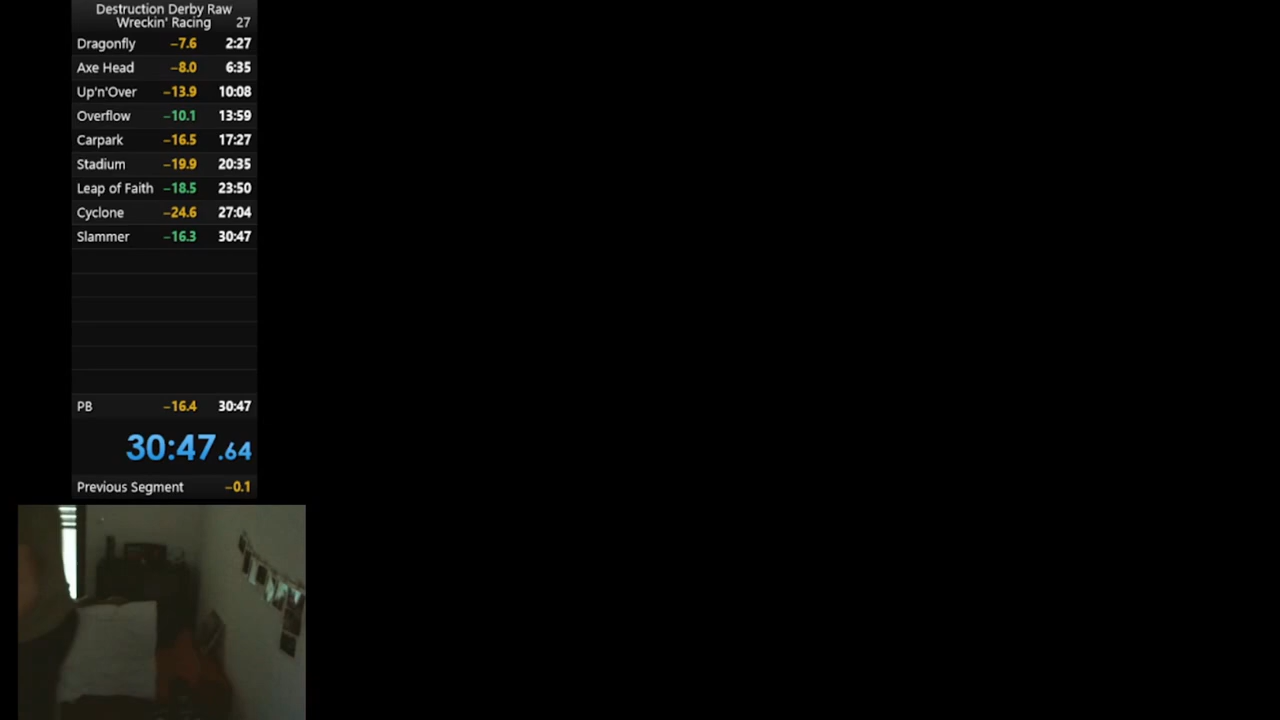 Destruction Derby Raw
Wreckin' Racing 27
Dragonfly −7.6 2:27
Axe Head −8.0 6:35
Up'n'Over −13.9 10:08
Overflow −10.1 13:59
Carpark −16.5 17:27
Stadium −19.9 20:35
Leap of Faith −18.5 23:50
Cyclone −24.6 27:04
Slammer −16.3 30:47
PB −16.4 30:47
30:47.64
Previous Segment −0.1